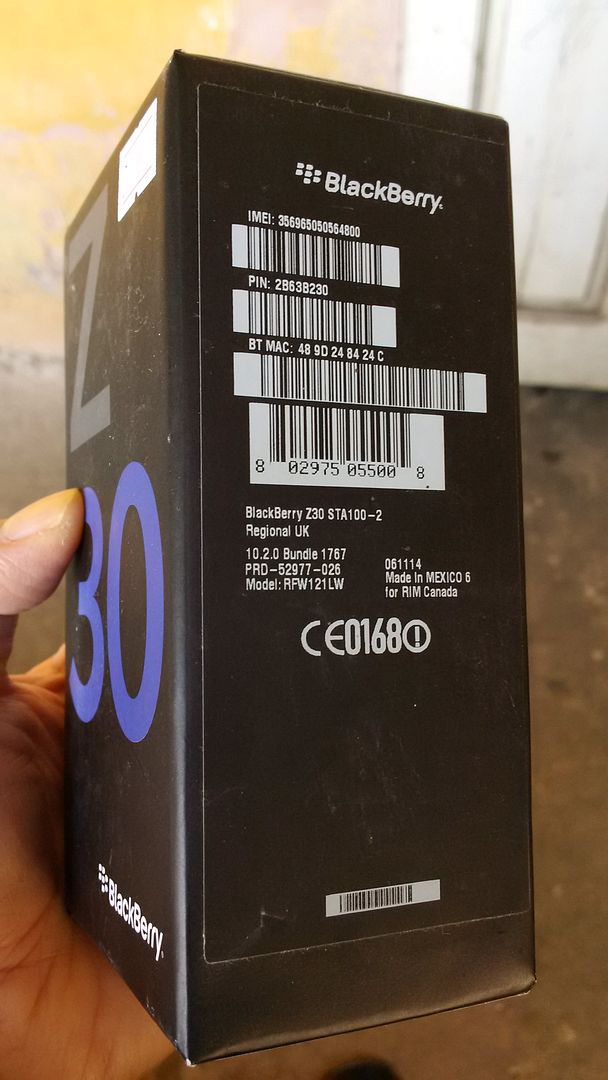 Z
30
BlackBerry
BlackBerry
IMEI: 356965050564800
PIN: 2B63B230
BT MAC: 48 9D 24 84 24 C
8 02975 05500 8
BlackBerry Z30 STA100-2
Regional UK
10.2.0 Bundle 1767
PRD-52977-026
Model: RFW121LW
061114
Made In MEXICO 6
for RIM Canada
CE0168!